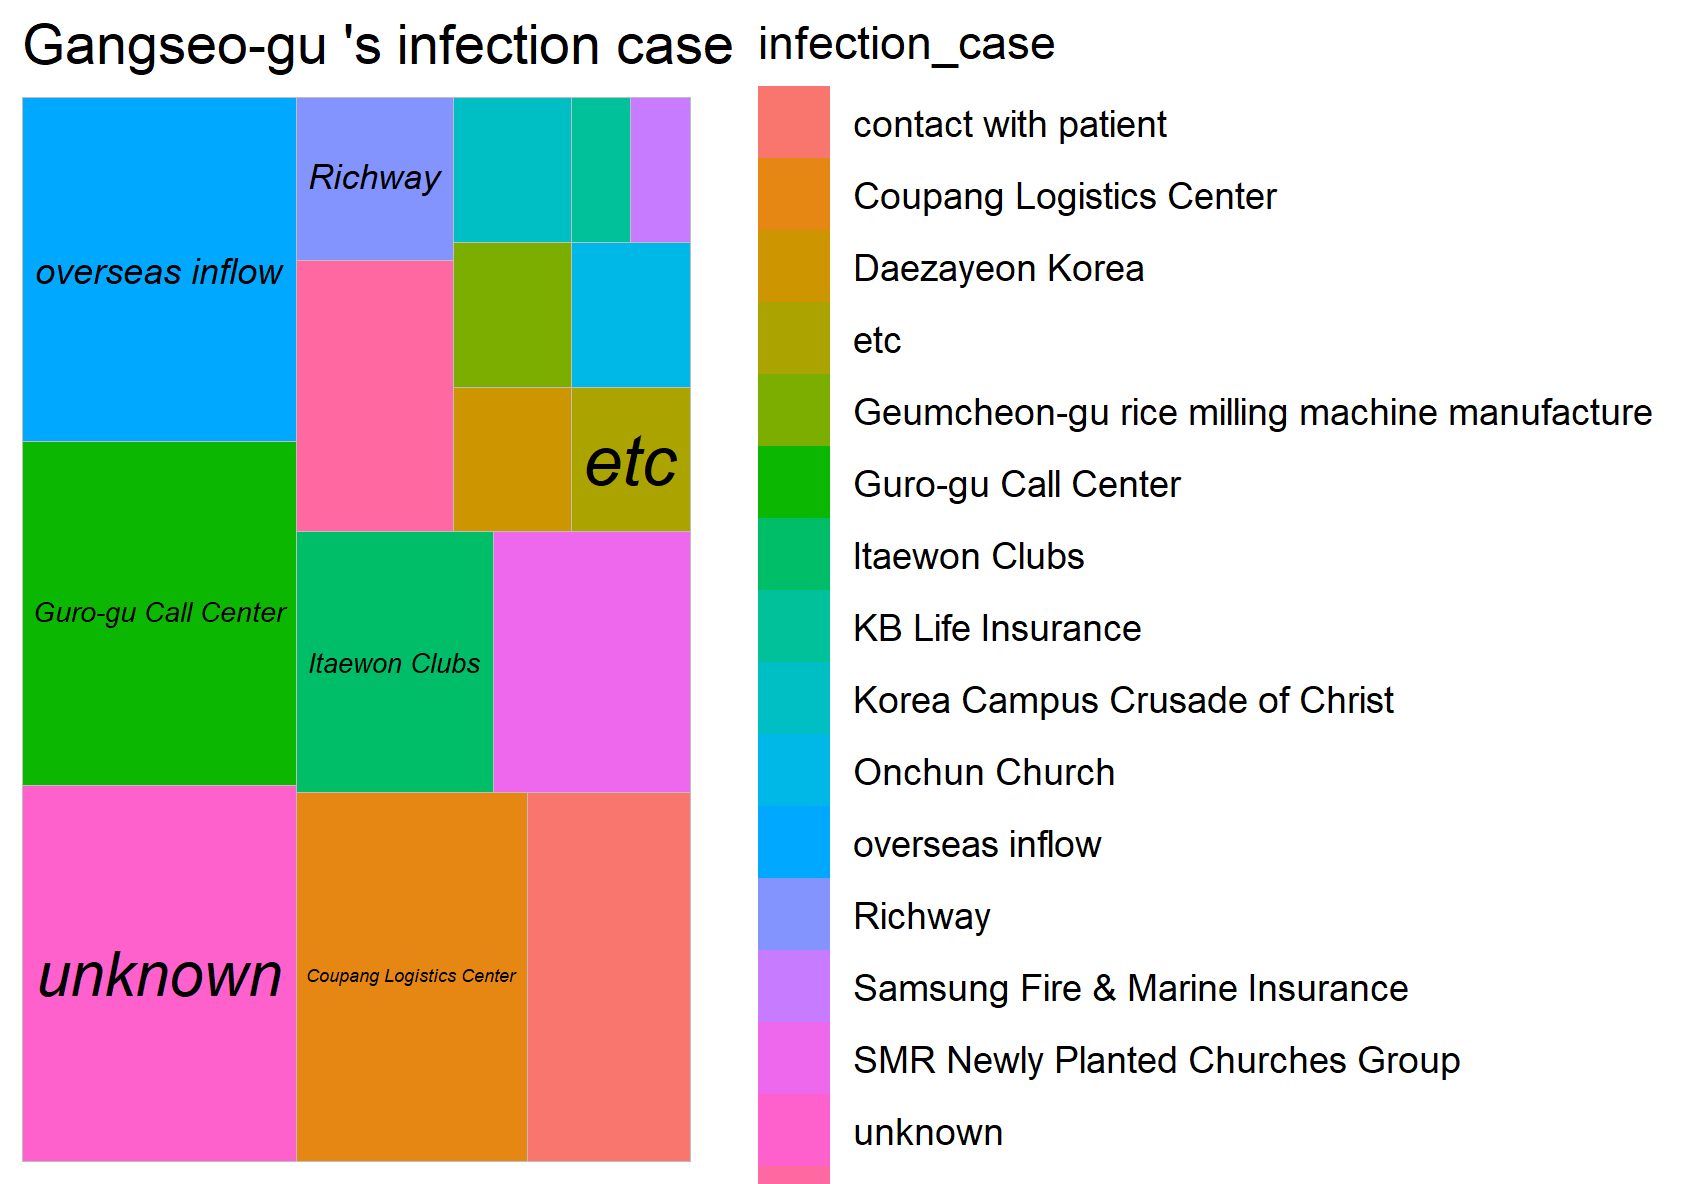 Gangseo-gu 's infection case
overseas inflow
Richway
etc
Guro-gu Call Center
Itaewon Clubs
unknown
Coupang Logistics Center
infection_case
contact with patient
Coupang Logistics Center
Daezayeon Korea
etc
Geumcheon-gu rice milling machine manufacture
Guro-gu Call Center
Itaewon Clubs
KB Life Insurance
Korea Campus Crusade of Christ
Onchun Church
overseas inflow
Richway
Samsung Fire & Marine Insurance
SMR Newly Planted Churches Group
unknown